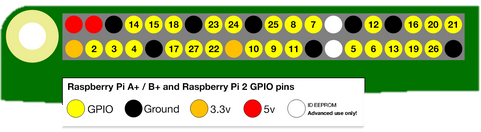 14 15 18 23 24 25 8 7 12 16 20 21
2 3 4 17 27 22 10 9 11 5 6 13 19 26
Raspberry Pi A+ / B+ and Raspberry Pi 2 GPIO pins
GPIO Ground 3.3v 5v ID EEPROM
Advanced use only!